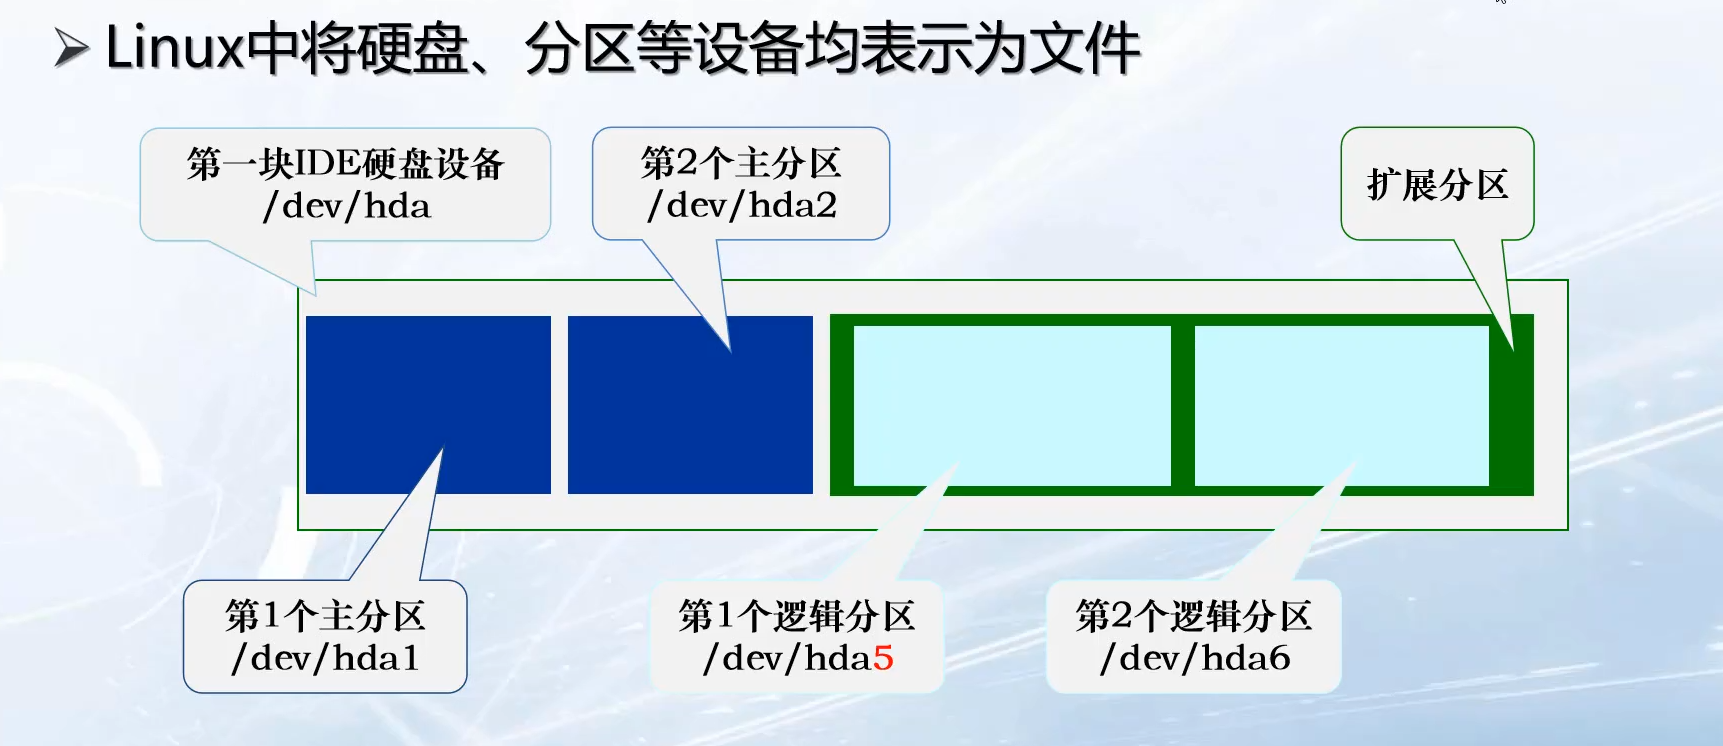 Linux中将硬盘、分区等设备均表示为文件
第一块IDE硬盘设备
/dev/hda
第2个主分区
/dev/hda2
扩展分区
第1个主分区
/dev/hda1
第1个逻辑分区
/dev/hda5
第2个逻辑分区
/dev/hda6